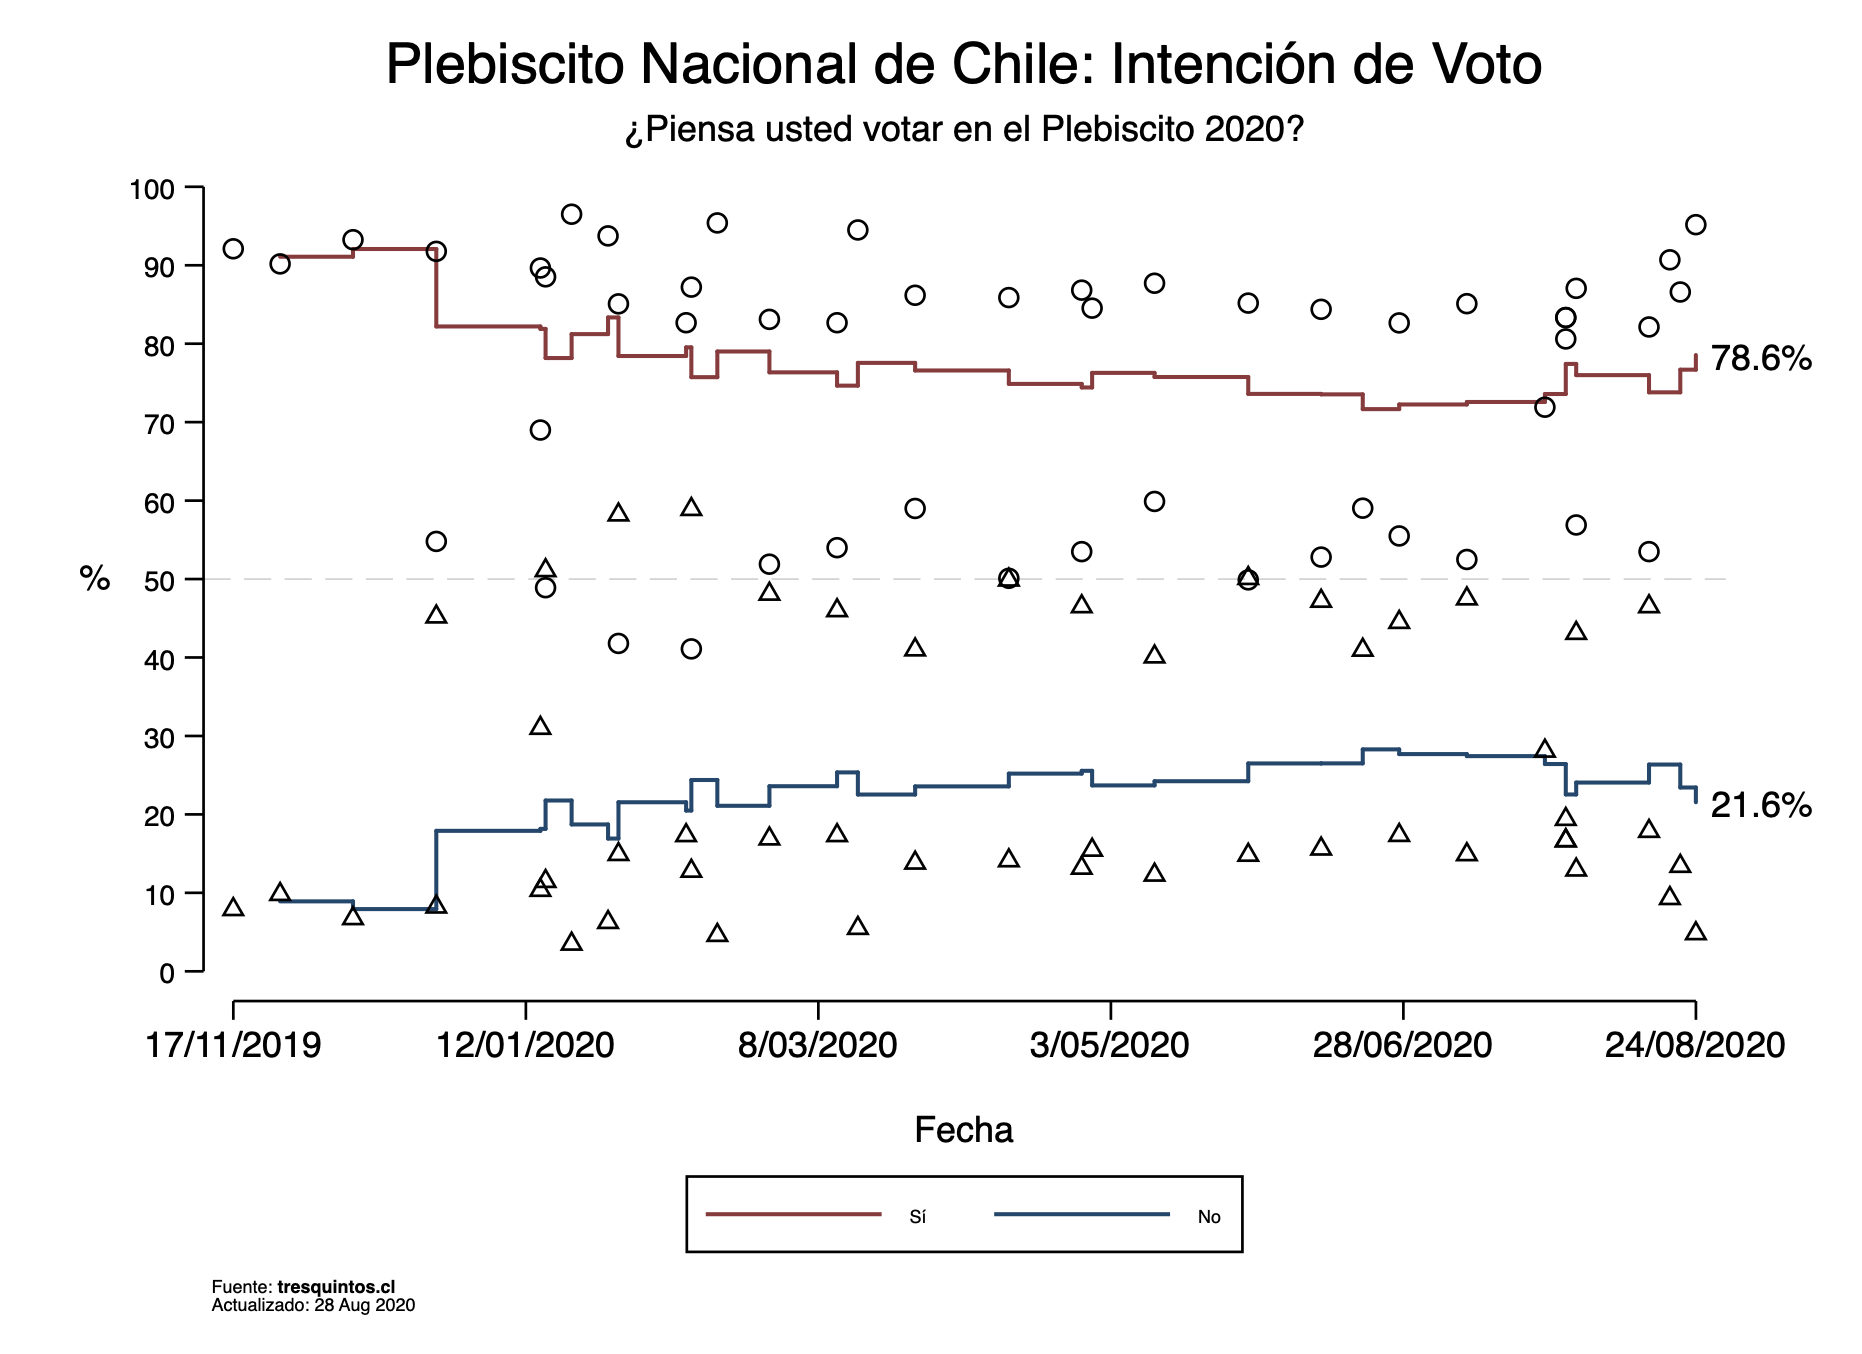 Plebiscito Nacional de Chile: Intención de Voto
¿Piensa usted votar en el Plebiscito 2020?
100
90
80
78.6%
70
60
%
50
40
30
20
21.6%
10
0
17/11/2019
12/01/2020
8/03/2020
3/05/2020
28/06/2020
24/08/2020
Fecha
Sí
No
Fuente: tresquintos.cl
Actualizado: 28 Aug 2020